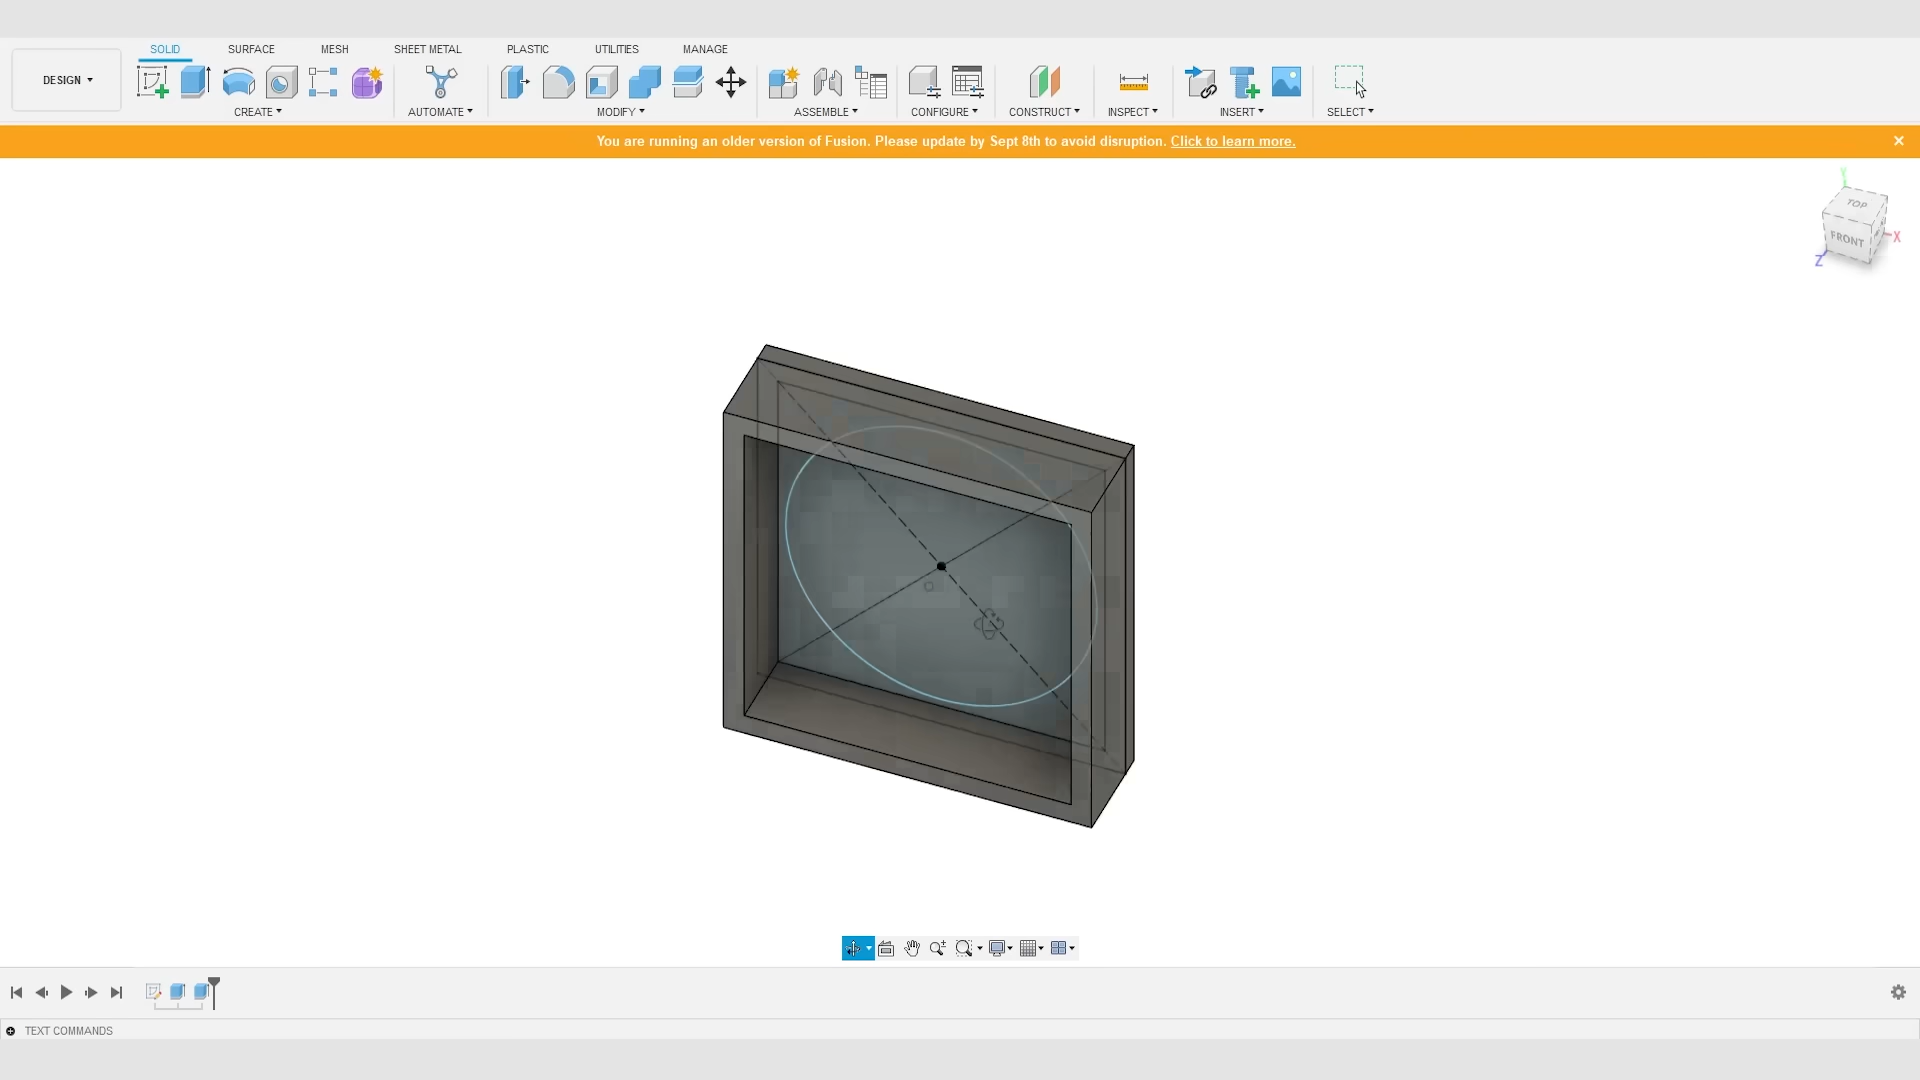 SOLID SURFACE MESH SHEET METAL PLASTIC UTILITIES MANAGE
DESIGN
CREATE AUTOMATE MODIFY ASSEMBLE CONFIGURE CONSTRUCT INSPECT INSERT SELECT
You are running an older version of Fusion. Please update by Sept 8th to avoid disruption. Click to learn more.
Y
TOP
FRONT
X
Z
TEXT COMMANDS